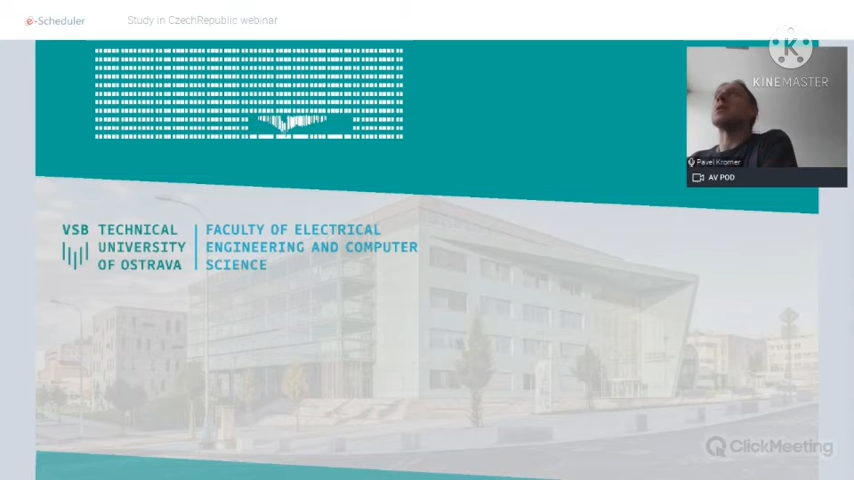 e-Scheduler
Study in CzechRepublic webinar
K
KINEMASTER
Pavel Kromer
AV POD
VSB TECHNICAL
UNIVERSITY
OF OSTRAVA
FACULTY OF ELECTRICAL
ENGINEERING AND COMPUTER
SCIENCE
ClickMeeting